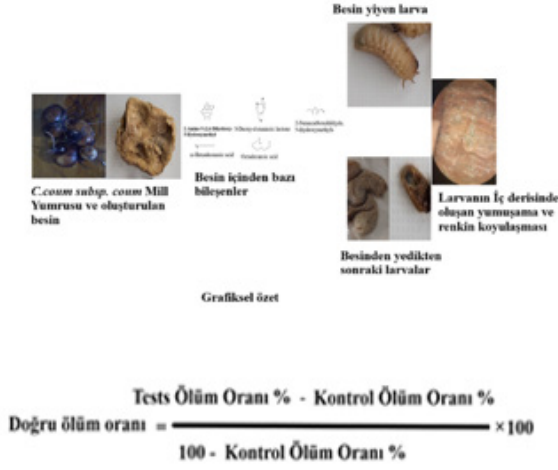 Besin yiyen larva
C.coum subsp. coum Mill
Yumrusu ve oluşturulan
besin
Besin içinden bazı
bileşenler
Larvanın İç derisinde
oluşan yumuşama ve
renkin koyulaşması
Besinden yedikten
sonraki larvalar
Grafiksel özet
Doğru ölüm oranı = Tests Ölüm Oranı % - Kontrol Ölüm Oranı %
100 - Kontrol Ölüm Oranı %
×100